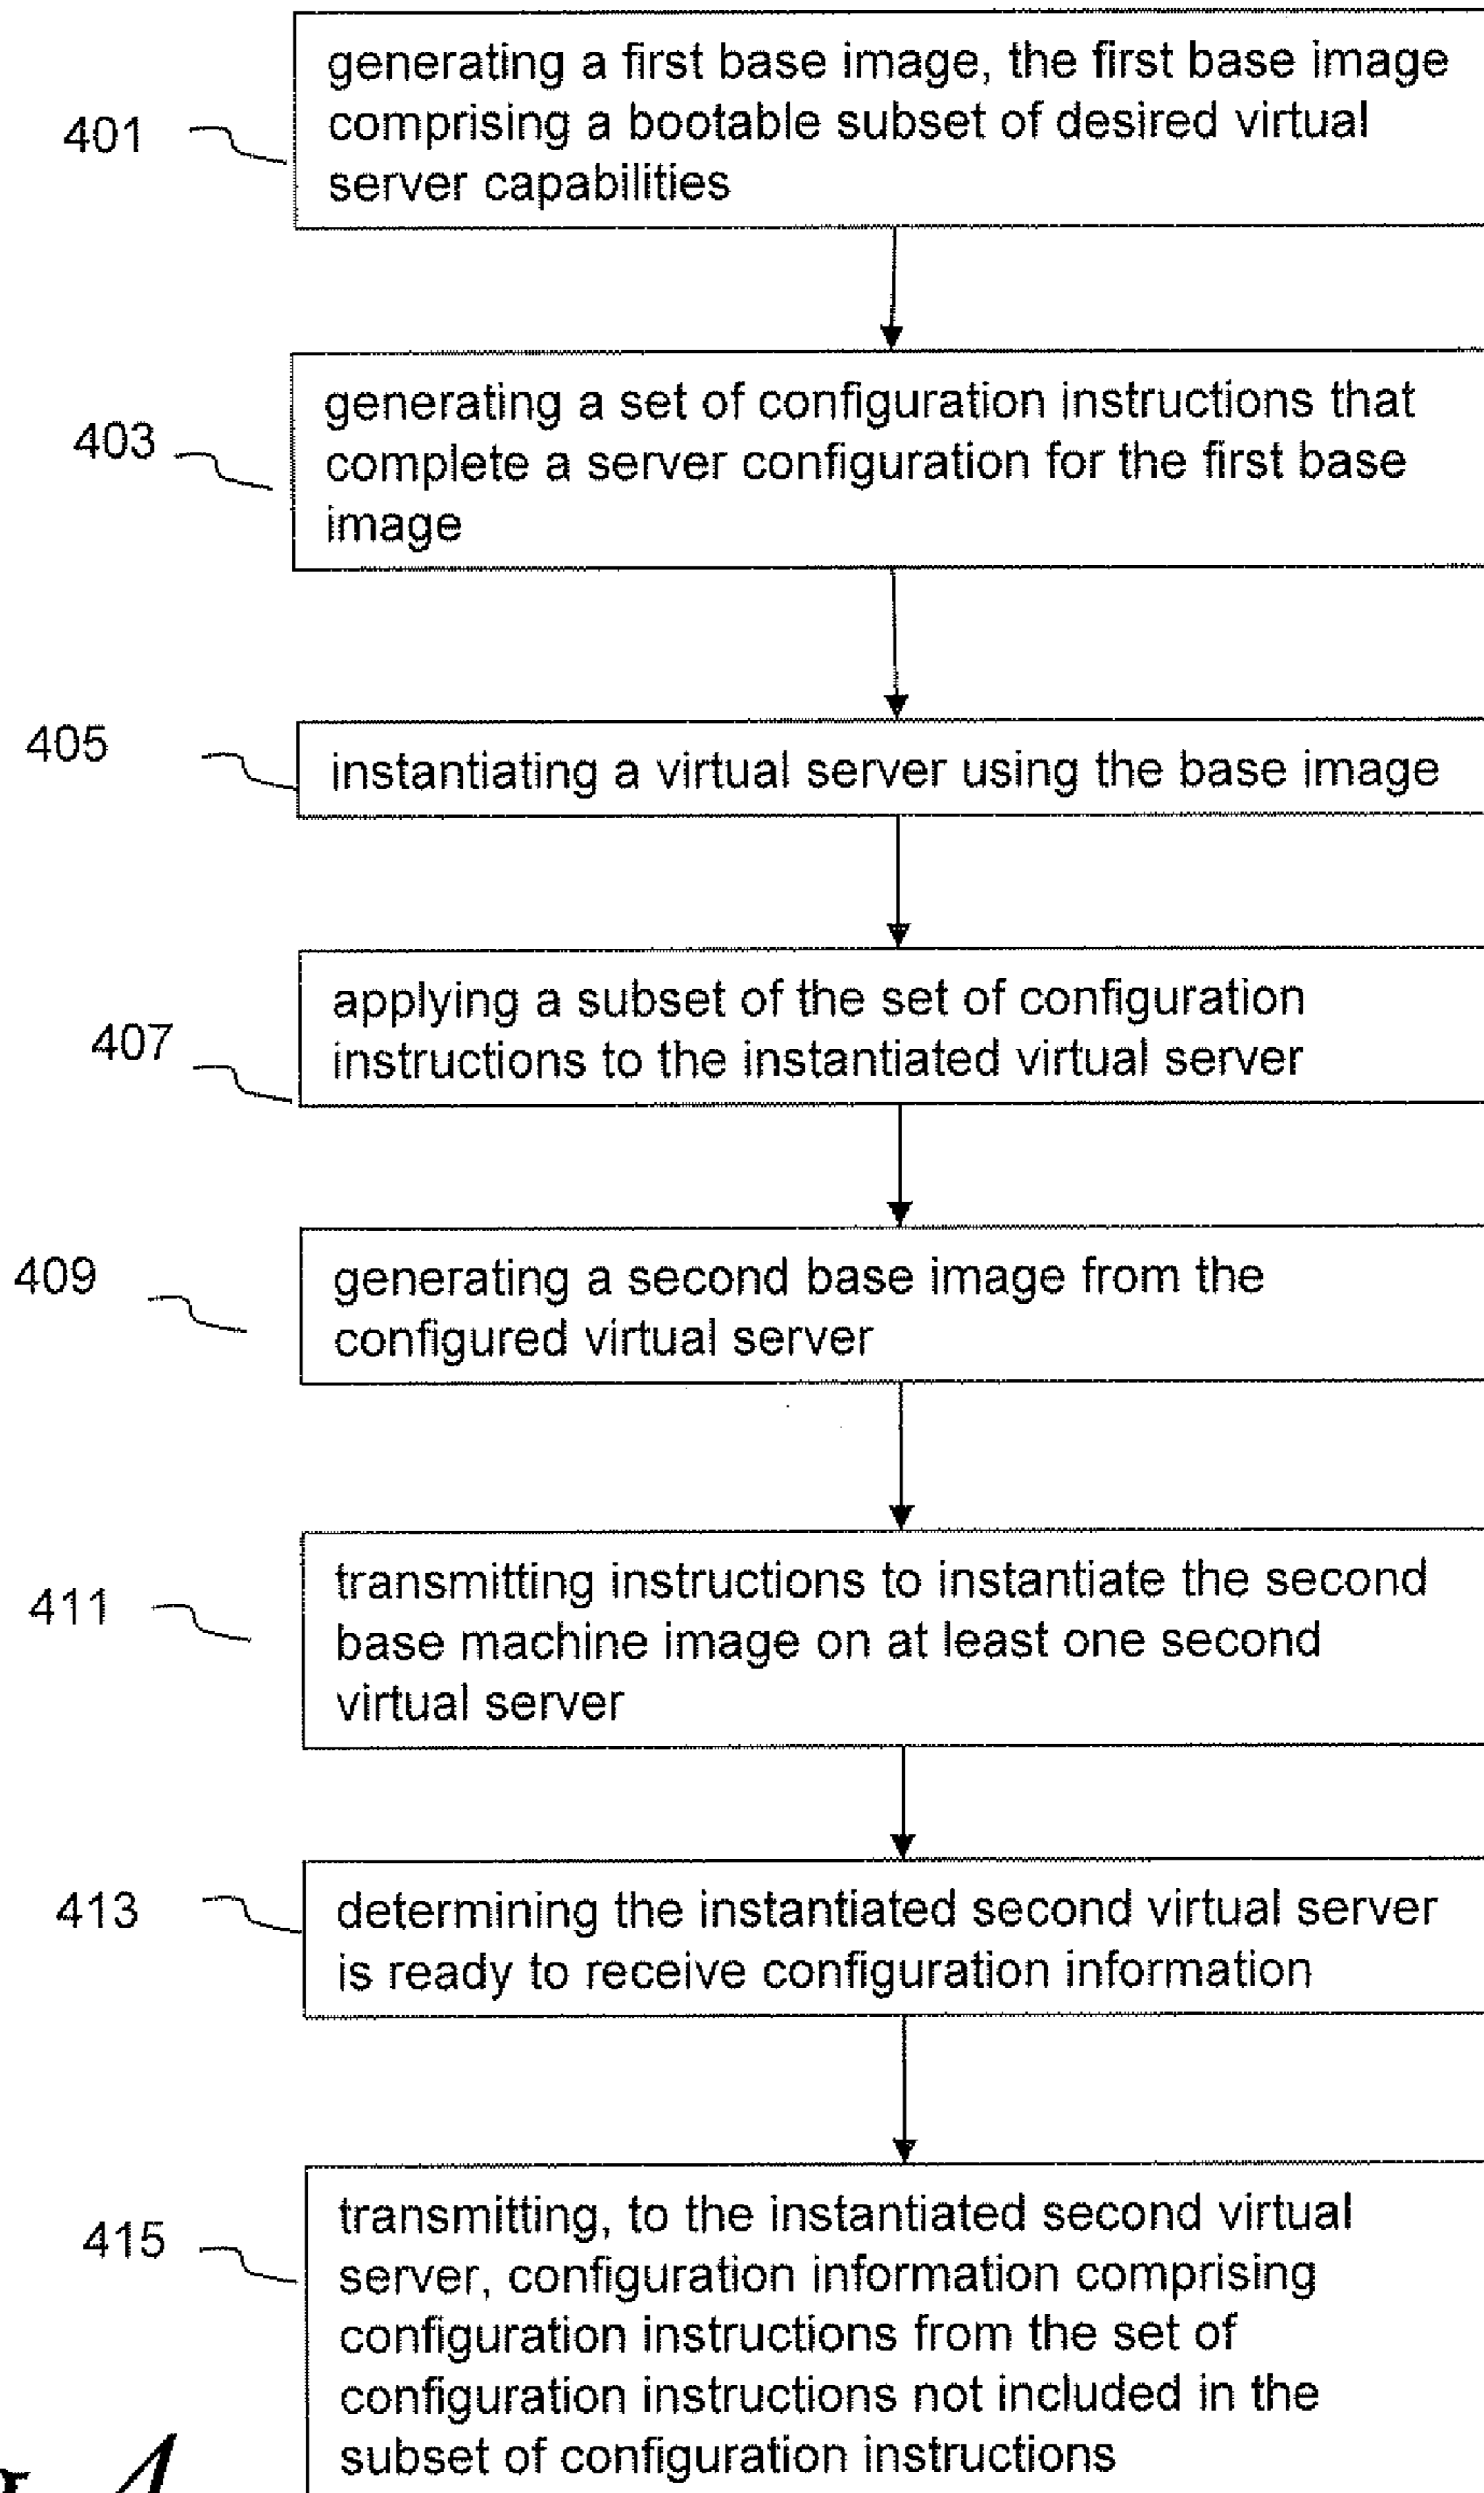 generating a first base image, the first base image
401
comprising a bootable subset of desired virtual
server capabilities
generating a set of configuration instructions that
403
complete a server configuration for the first base
image
405
instantiating a virtual server using the base image
applying a subset of the set of configuration
407
instructions to the instantiated virtual server
409
generating a second base image from the
configured virtual server
transmitting instructions to instantiate the second
411
base machine image on at least one second
virtual server
413
determining the instantiated second virtual server
is ready to receive configuration information
transmitting, to the instantiated second virtual
415
server, configuration information comprising
configuration instructions from the set of
configuration instructions not included in the
subset of configuration instructions
4